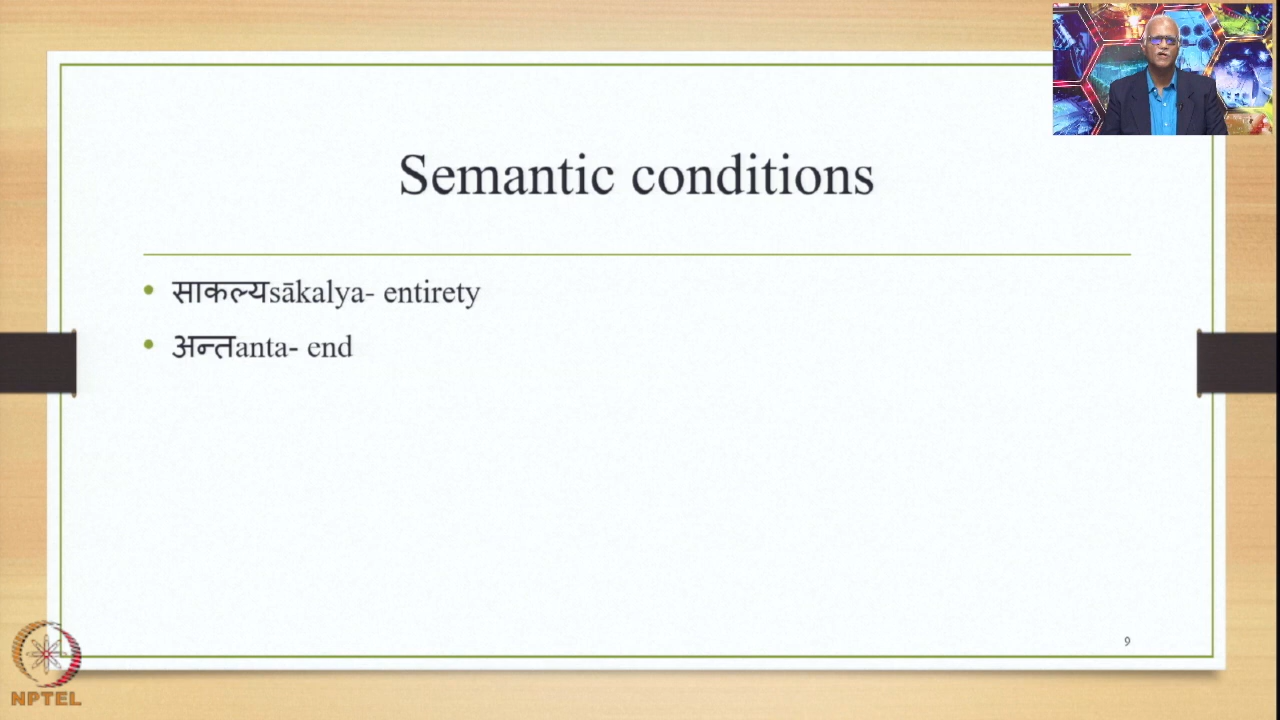 Semantic conditions
साकल्यsākalya- entirety
अन्तanta- end
9
NPTEL